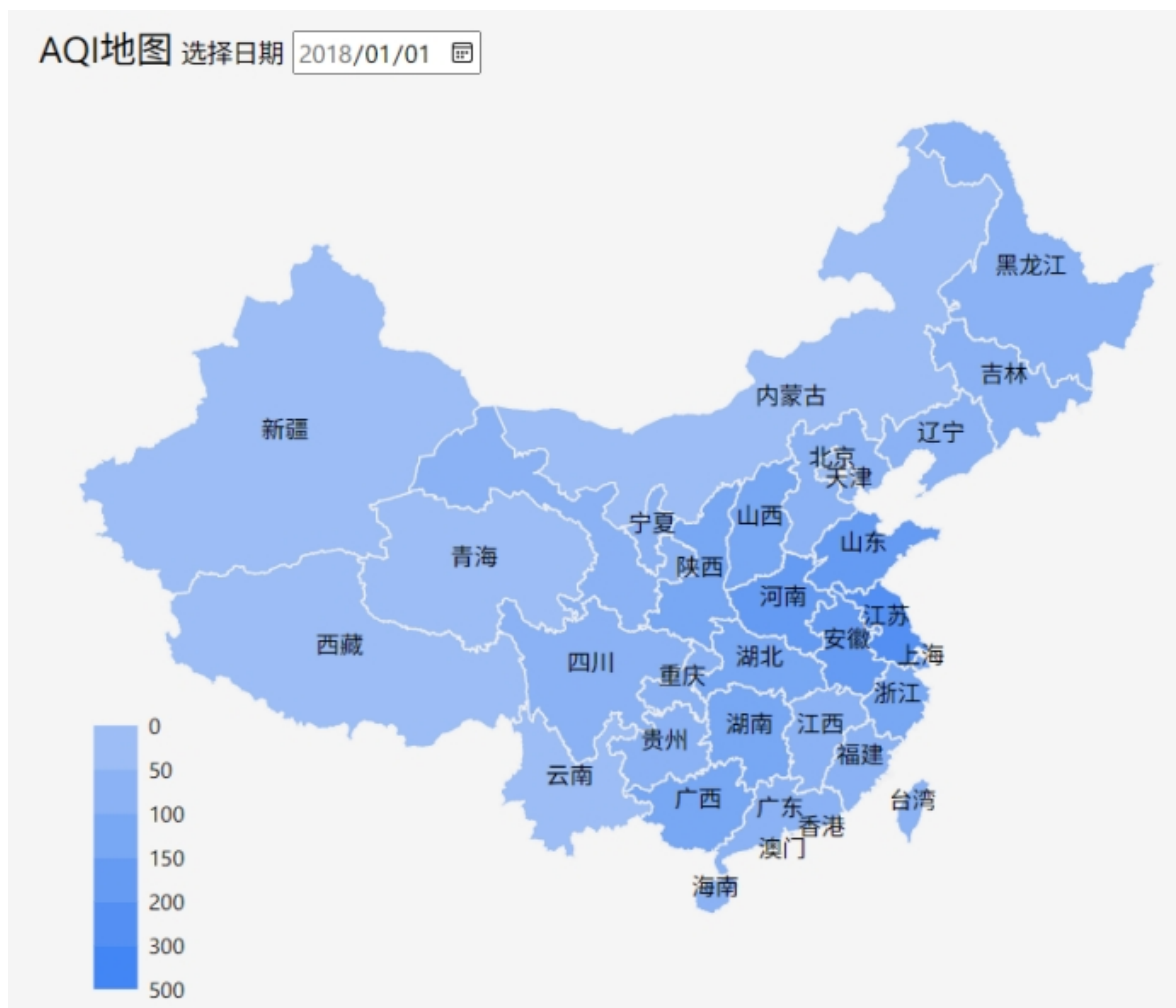 AQI地图 选择日期 2018/01/01
黑龙江
吉林
内蒙古
辽宁
新疆
北京
天津
山西
宁夏
山东
青海
陕西
河南
江苏
安徽
西藏
湖北
上海
四川
重庆
浙江
湖南
江西
贵州
福建
云南
广西
广东
台湾
香港
澳门
海南
0
50
100
150
200
300
500